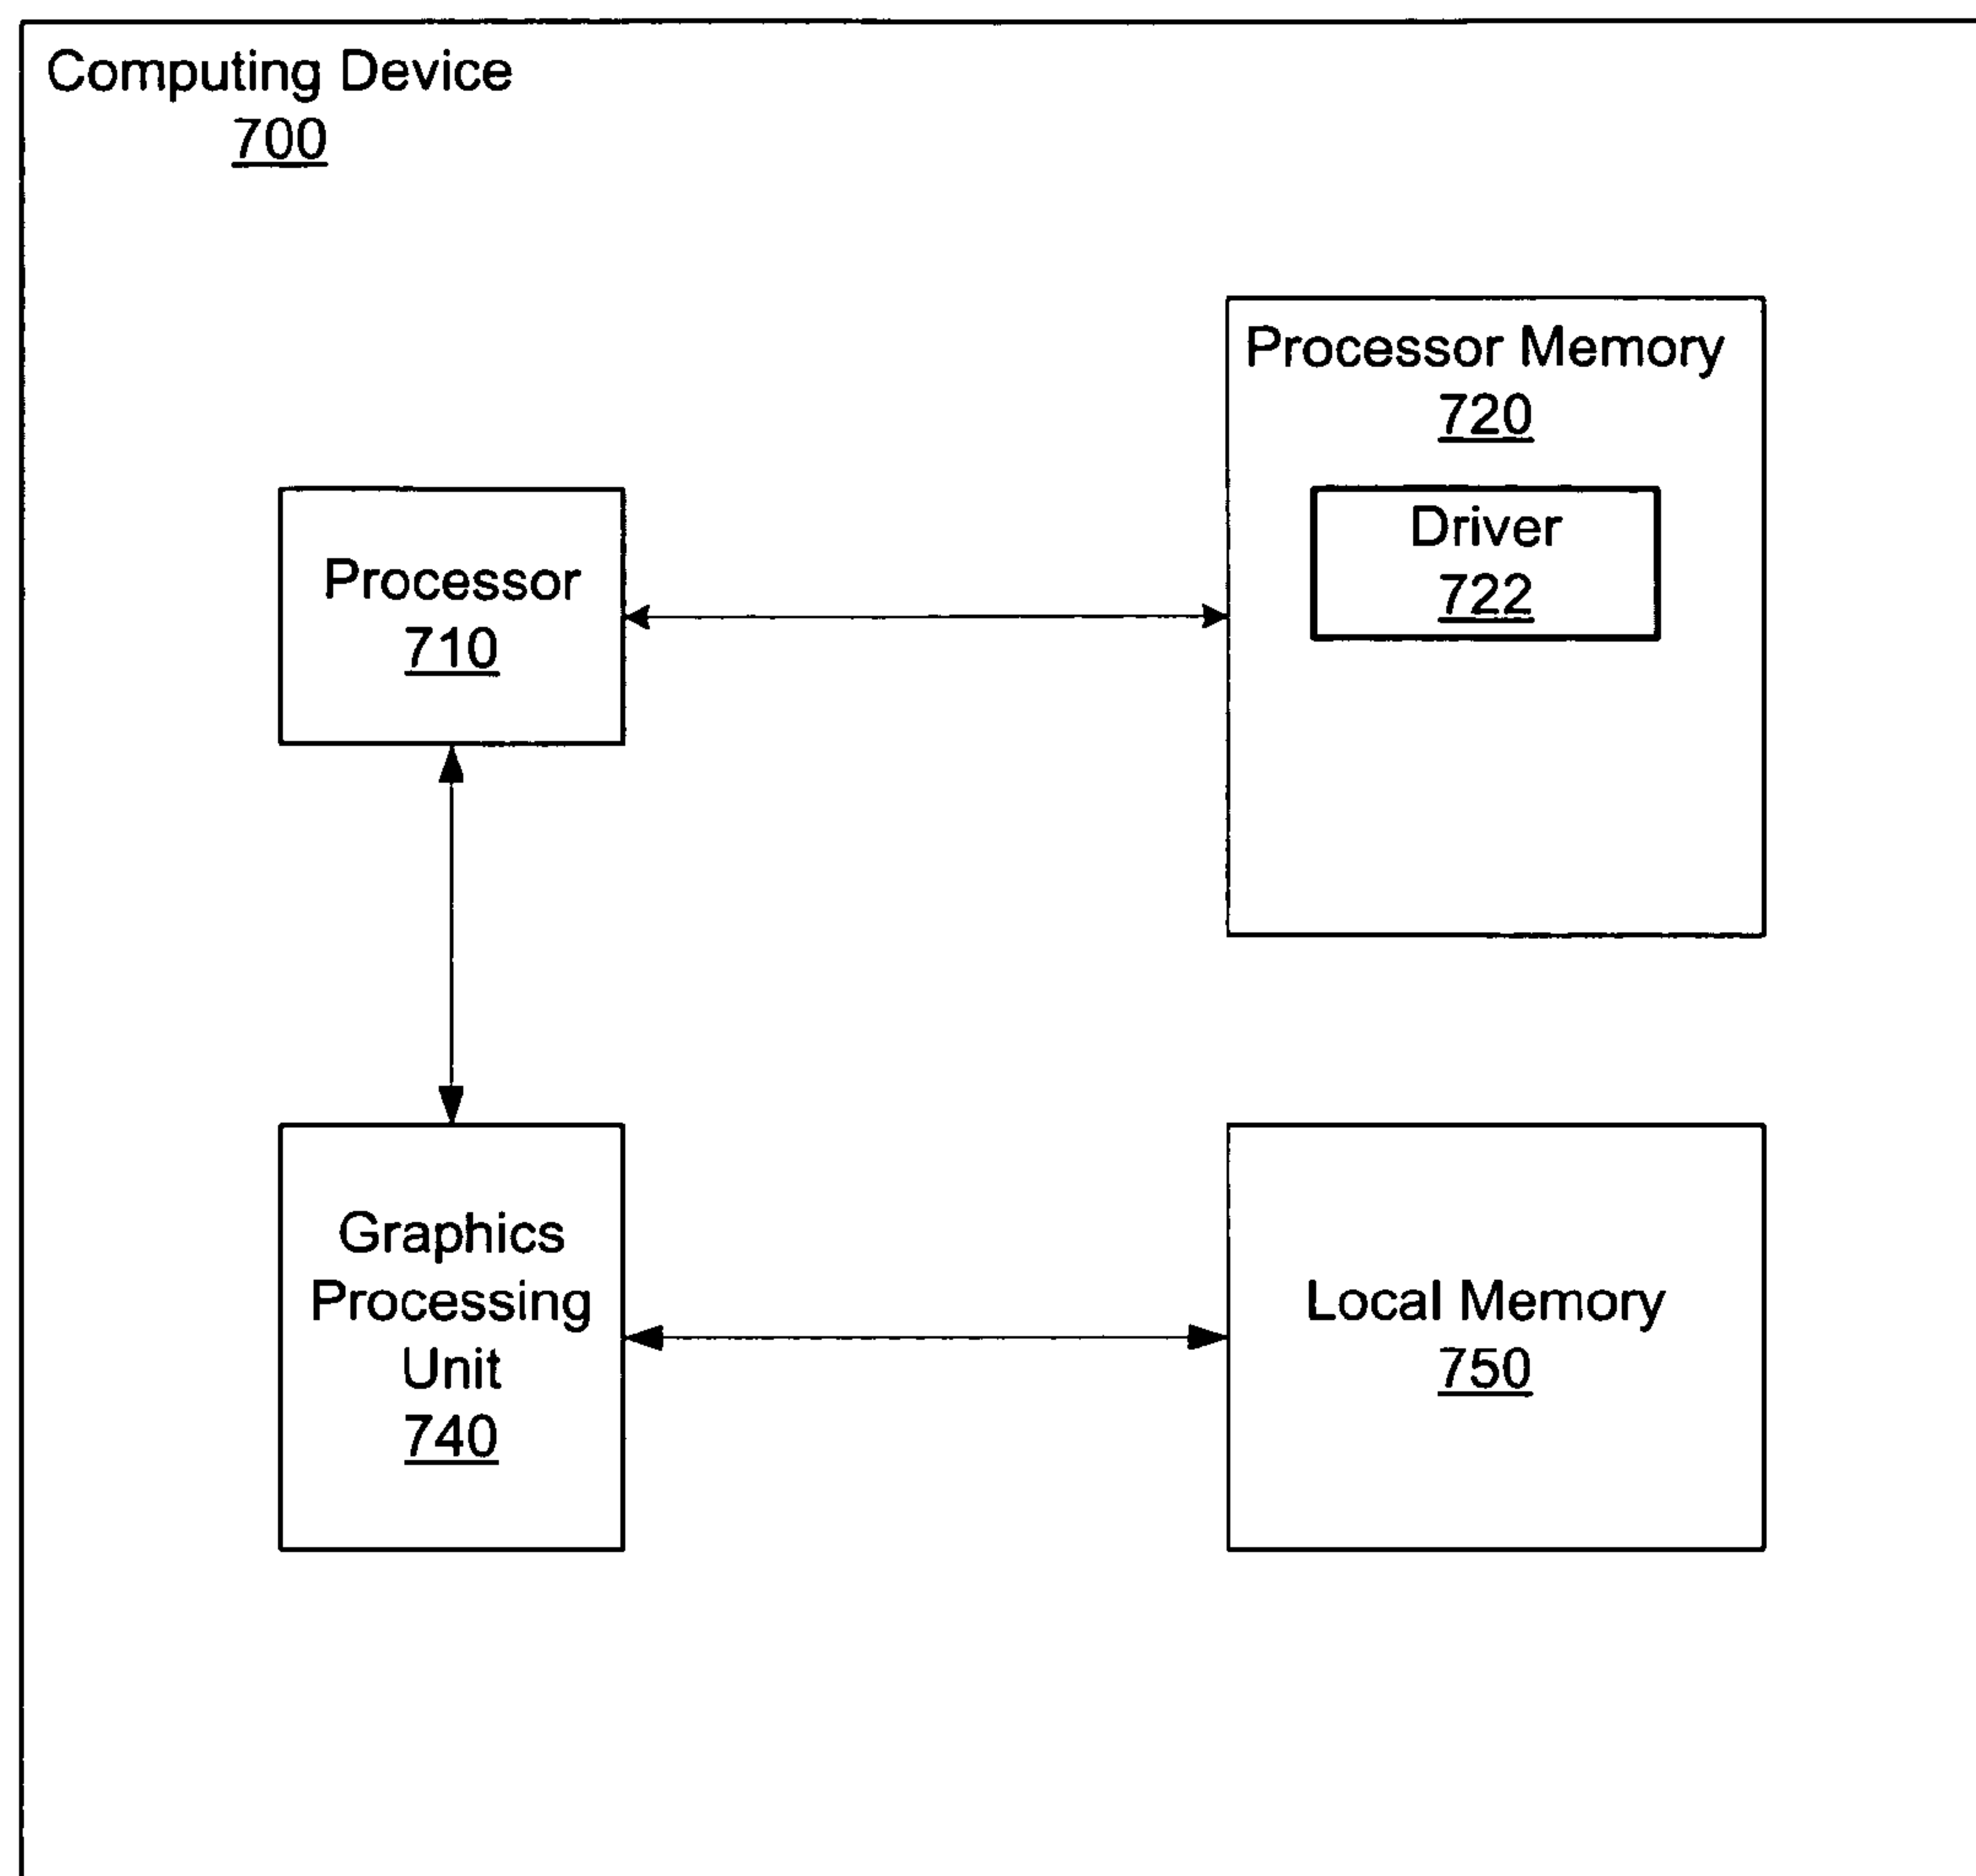 Computing Device
700
Processor Memory
720
Driver
722
Processor
710
Graphics
Processing
Unit
740
Local Memory
750